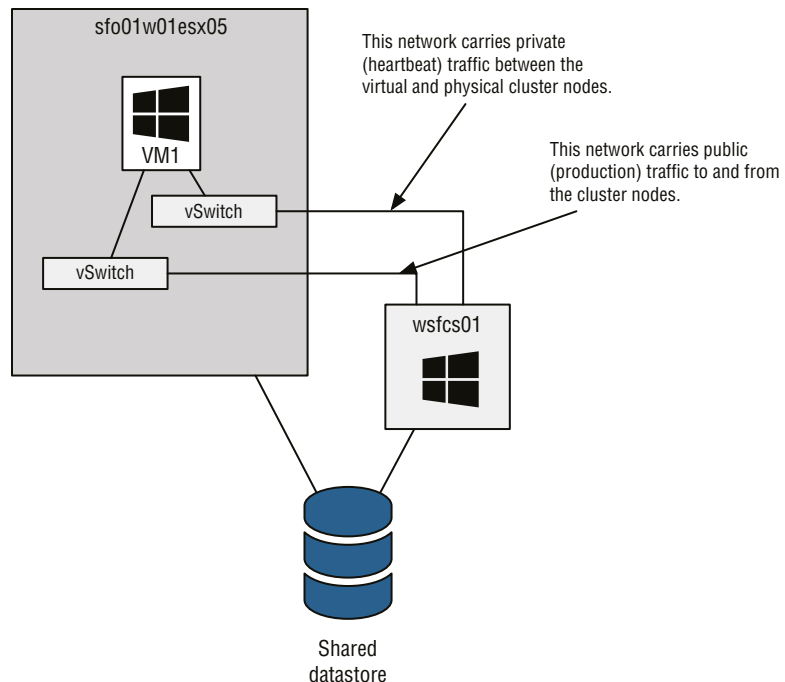 sfo01w01esx05
This network carries private
(heartbeat) traffic between the
virtual and physical cluster nodes.
VM1
This network carries public
(production) traffic to and from
the cluster nodes.
vSwitch
vSwitch
wsfcs01
Shared
datastore